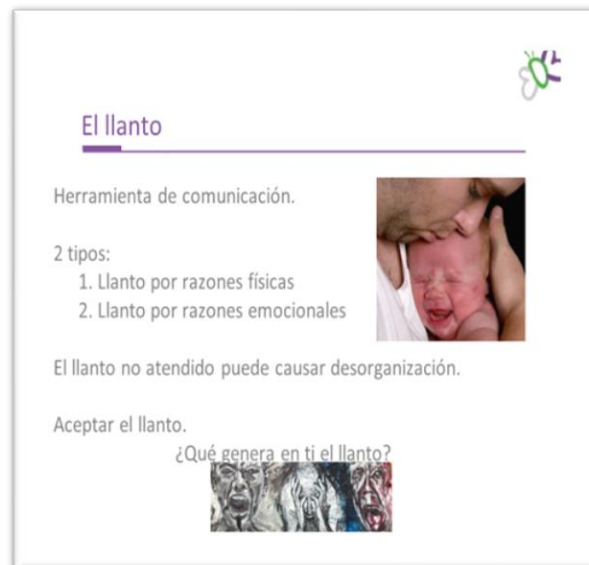 El llanto
Herramienta de comunicación.
2 tipos:
1. Llanto por razones físicas
2. Llanto por razones emocionales
El llanto no atendido puede causar desorganización.
Aceptar el llanto.
¿Qué genera en ti el llanto?